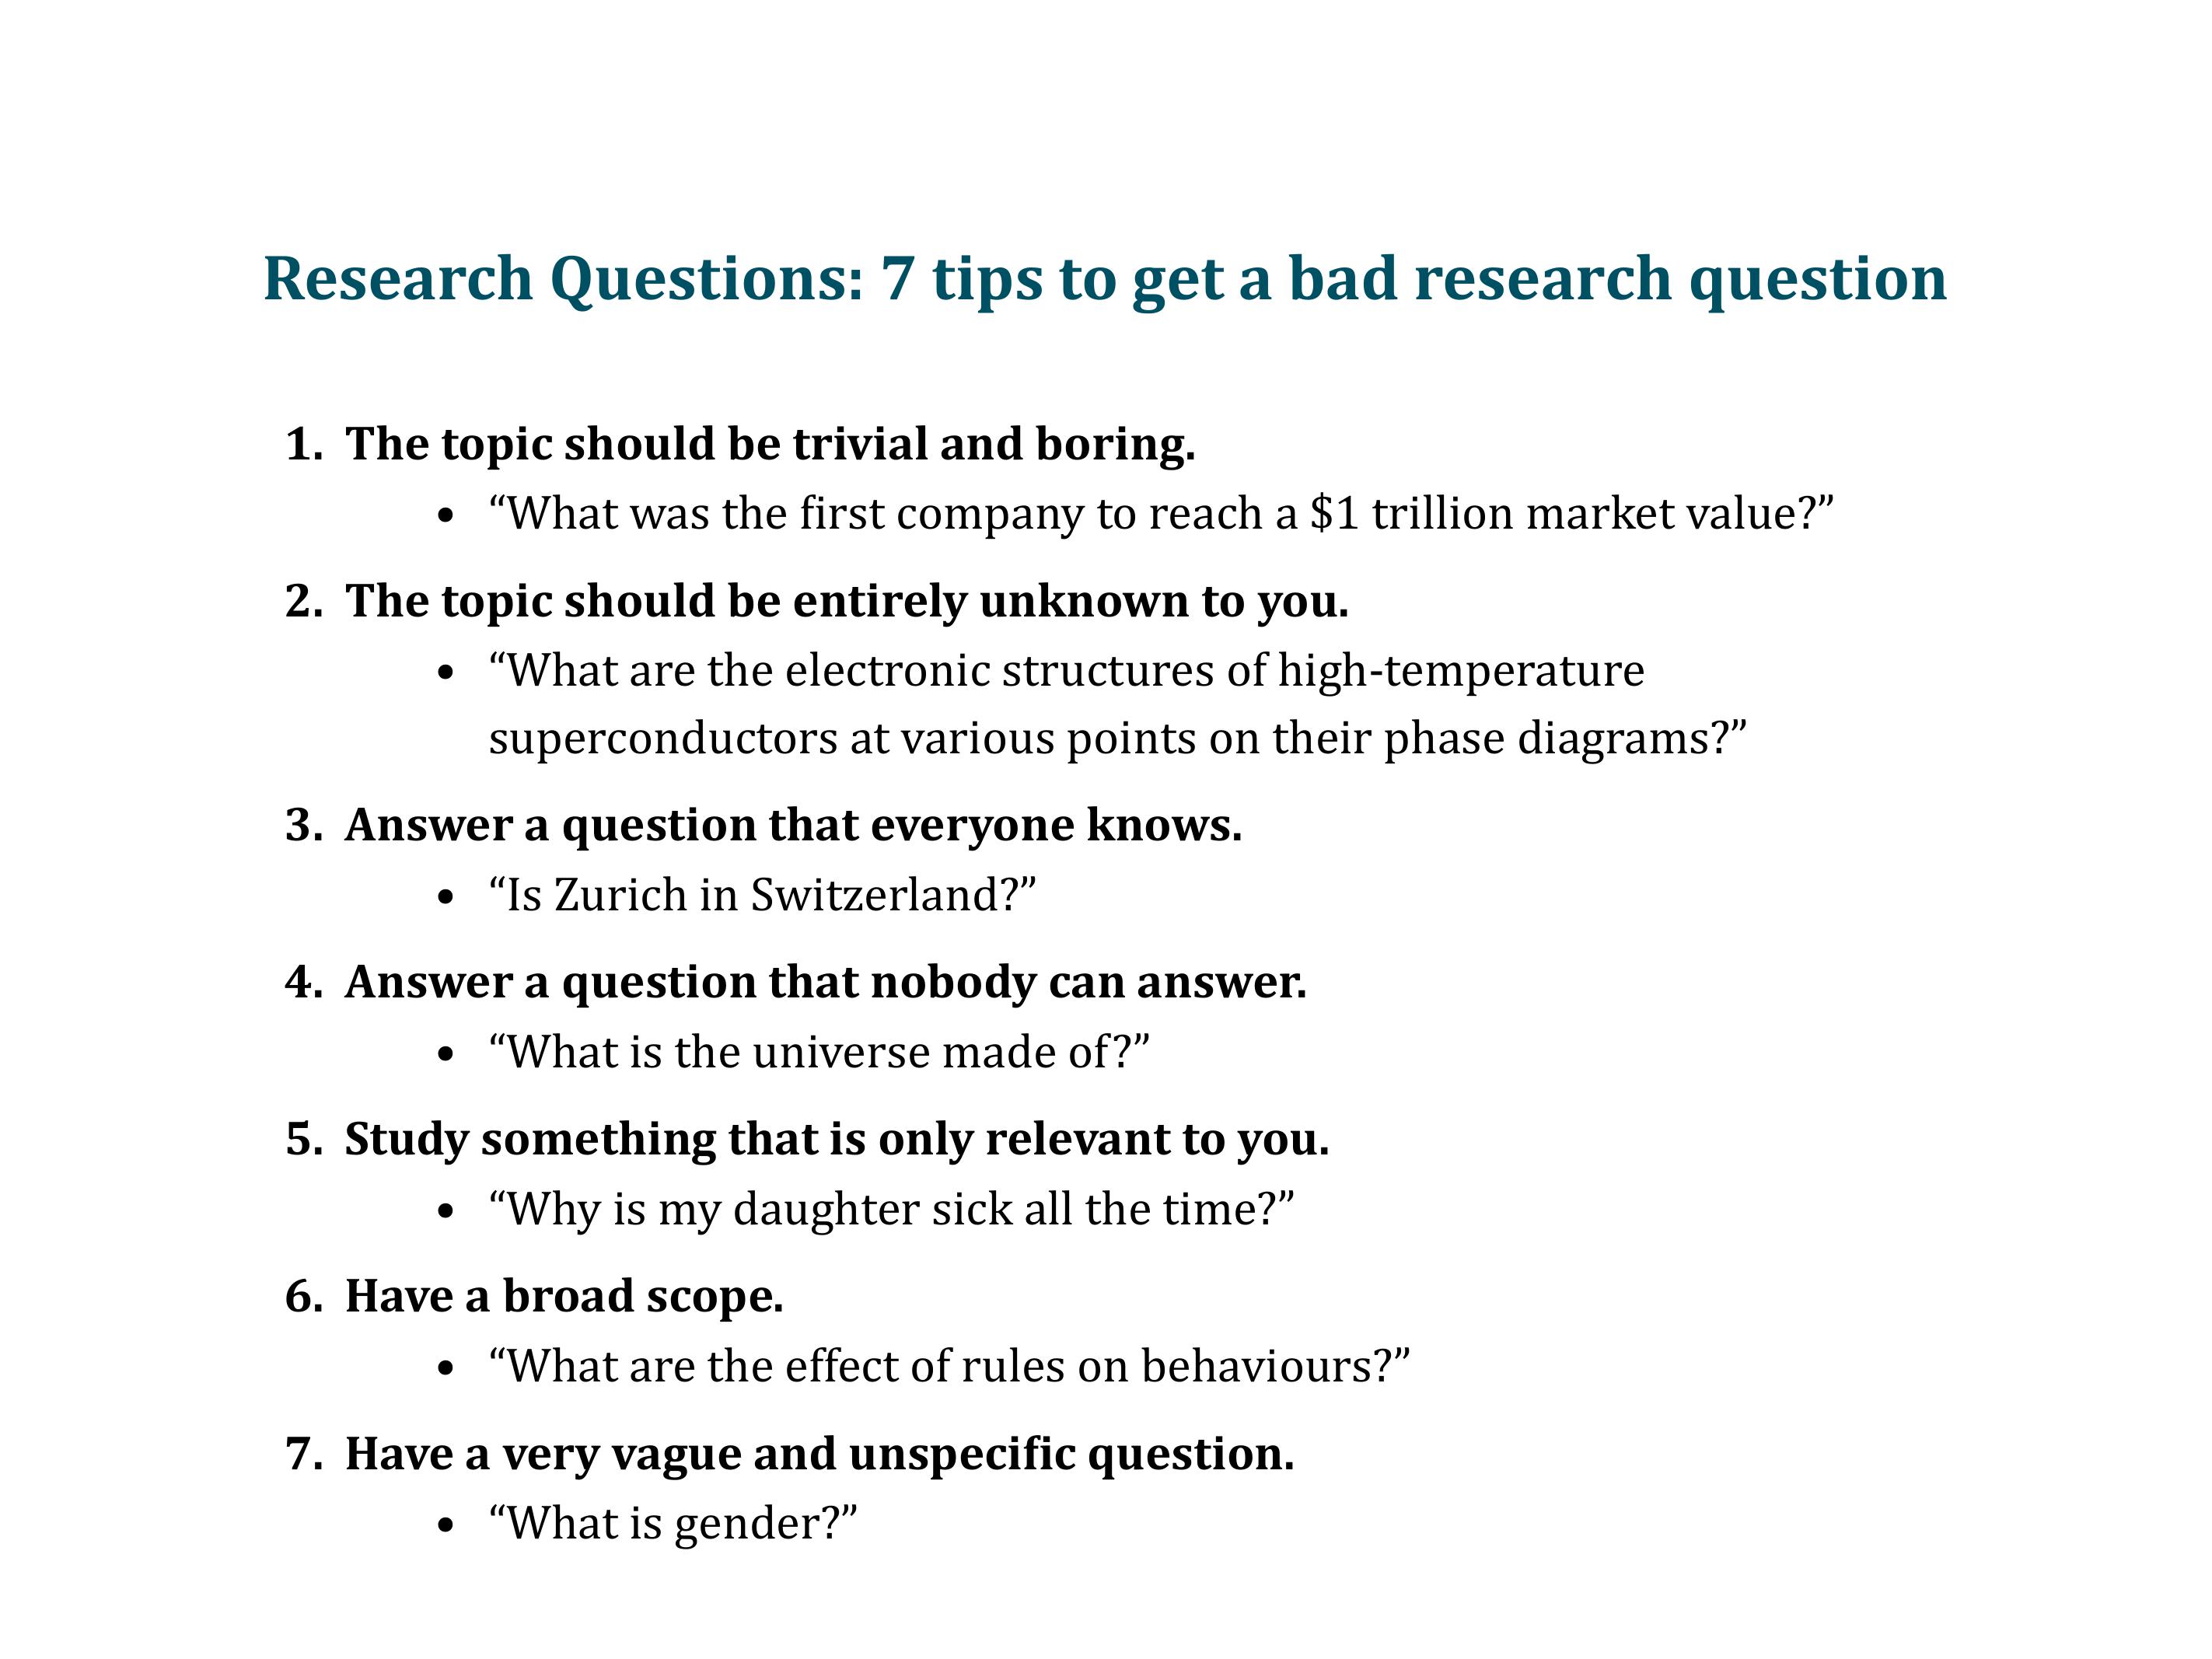 Research Questions: 7 tips to get a bad research question
1. The topic should be trivial and boring.
• “What was the first company to reach a $1 trillion market value?”
2. The topic should be entirely unknown to you.
• “What are the electronic structures of high-temperature
superconductors at various points on their phase diagrams?”
3. Answer a question that everyone knows.
• “Is Zurich in Switzerland?”
4. Answer a question that nobody can answer.
• “What is the universe made of?”
5. Study something that is only relevant to you.
• “Why is my daughter sick all the time?”
6. Have a broad scope.
• “What are the effect of rules on behaviours?”
7. Have a very vague and unspecific question.
• “What is gender?”